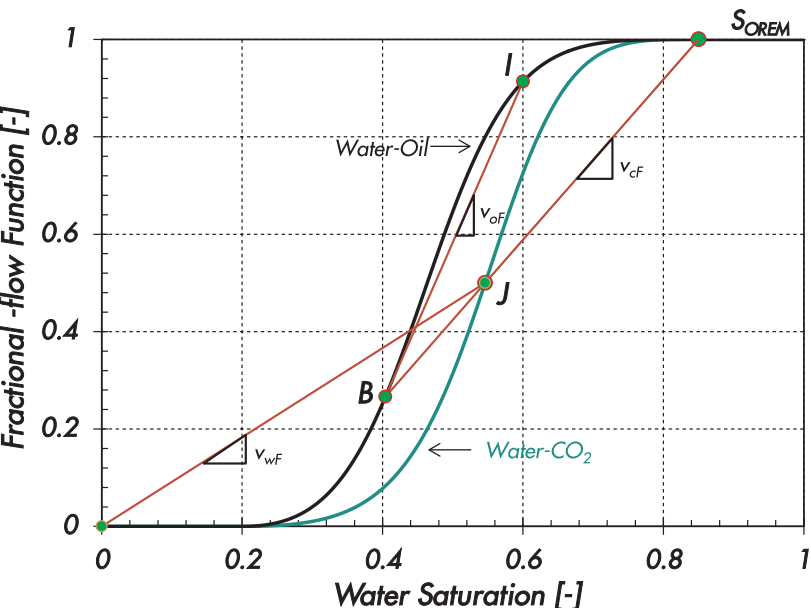 S_OREM
1
I
Water-Oil
0.8
v_cF
v_oF
0.6
J
0.4
B
0.2
Water-CO₂
v_wF
0
0 0.2 0.4 0.6 0.8 1
Water Saturation [-]
Fractional -flow Function [-]